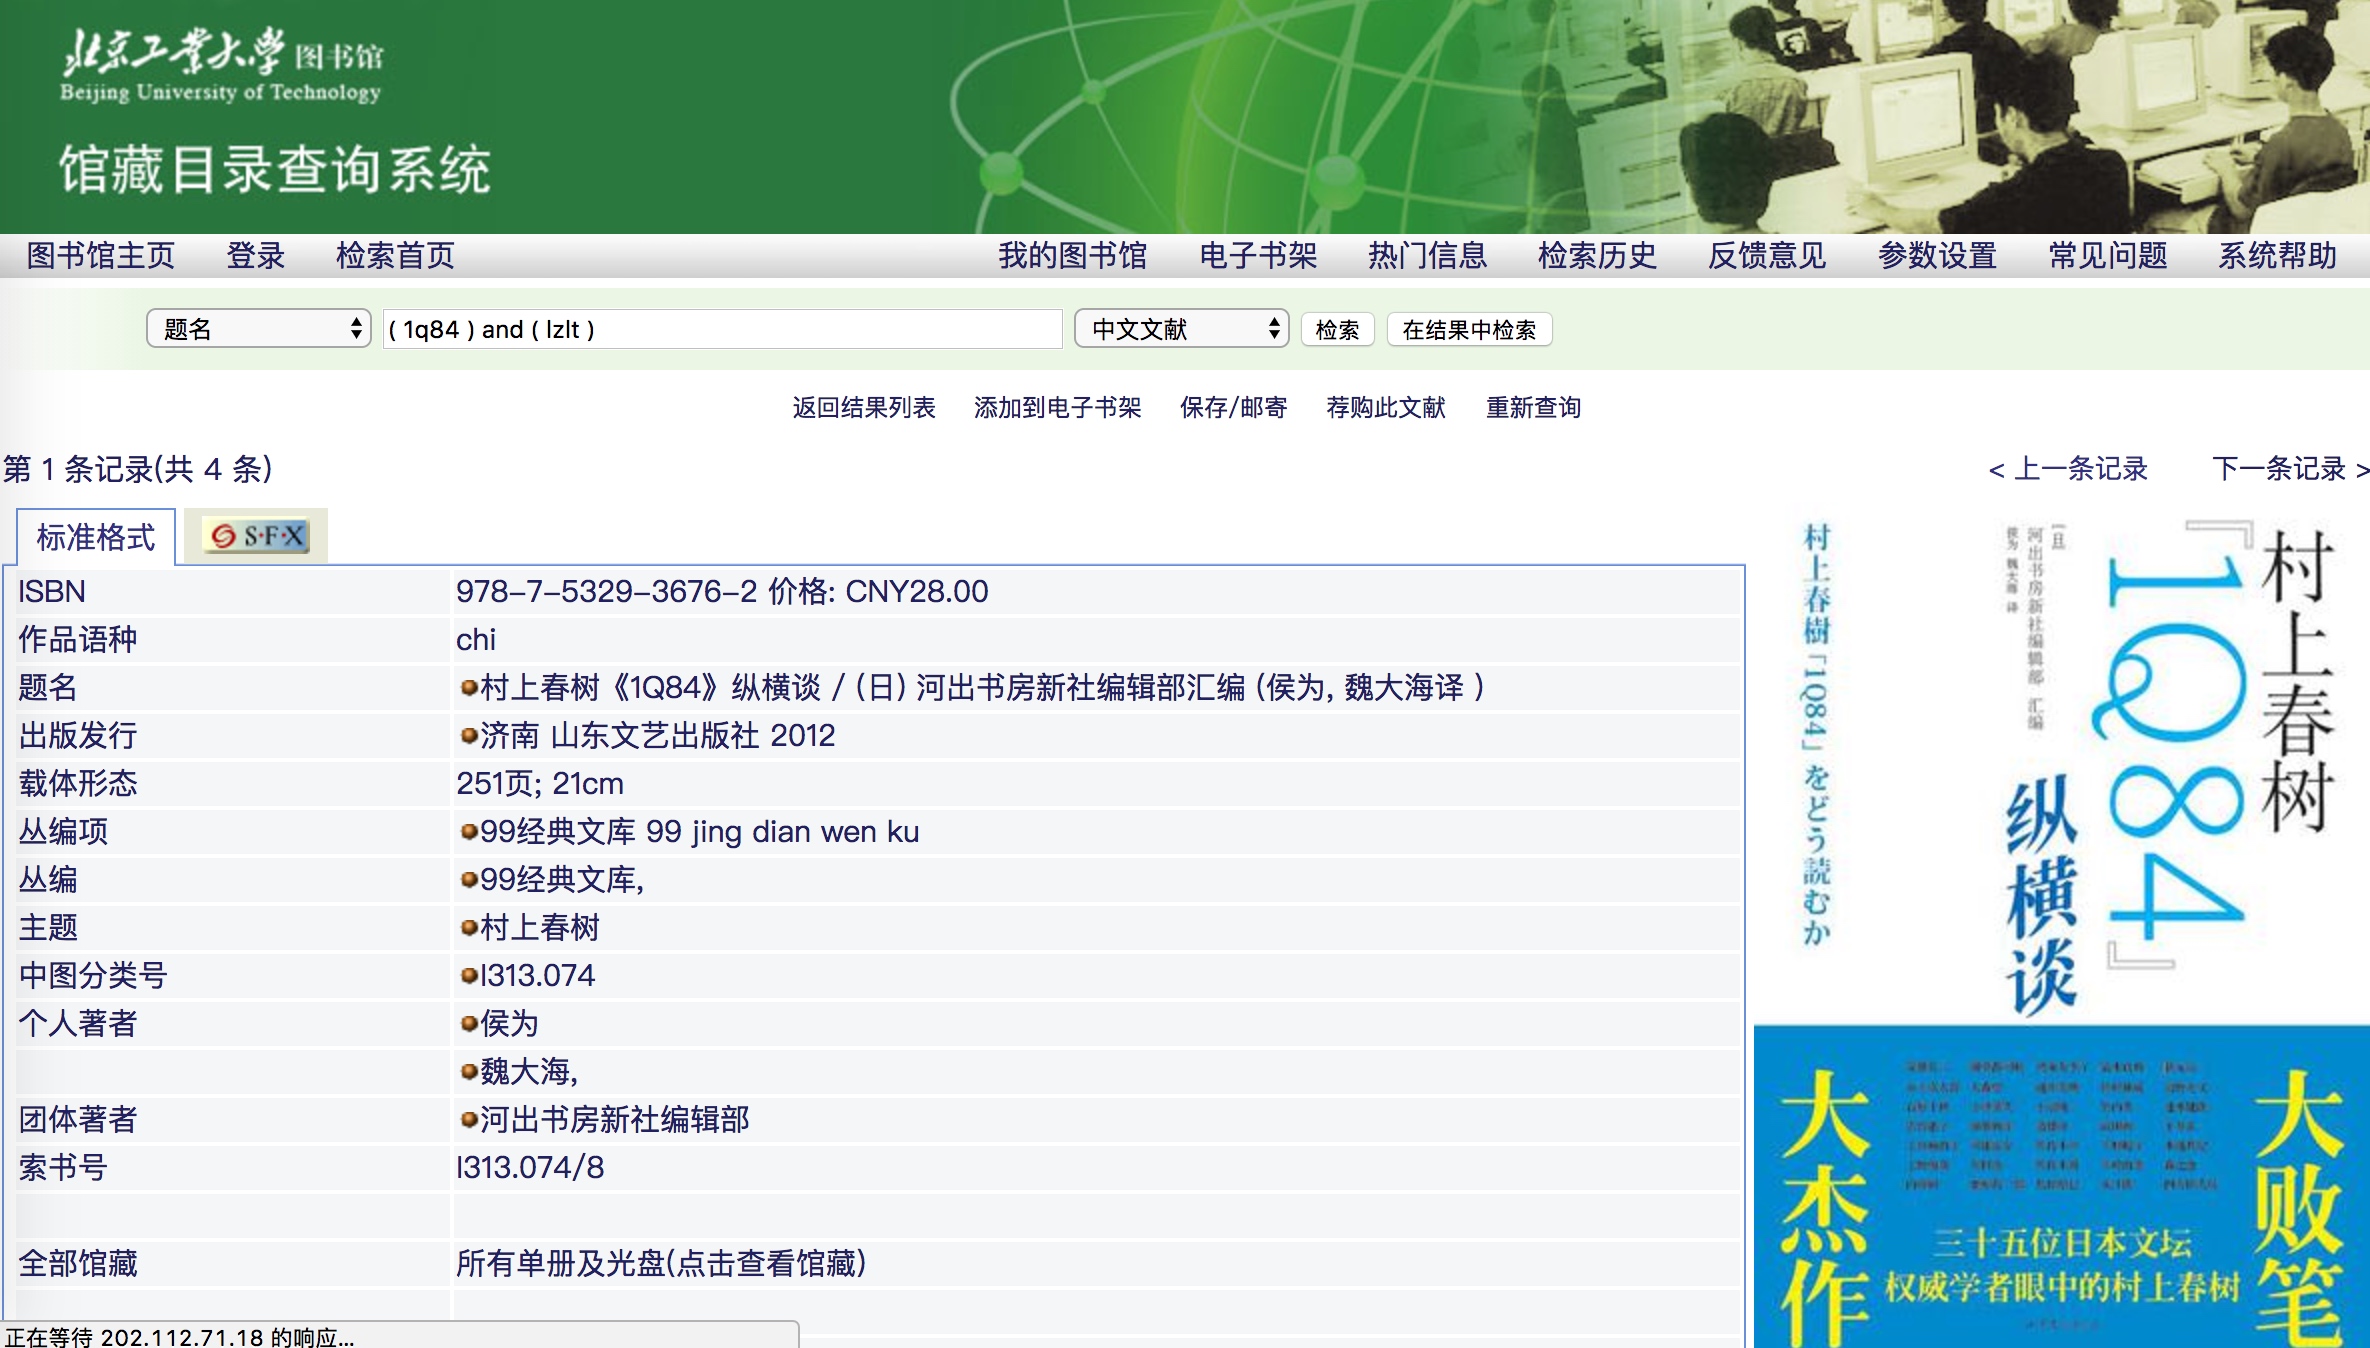 北京工业大学 图书馆
Beijing University of Technology
馆藏目录查询系统
图书馆主页 登录 检索首页 我的图书馆 电子书架 热门信息 检索历史 反馈意见 参数设置 常见问题 系统帮助
题名 ( 1q84 ) and ( lzlt ) 中文文献 检索 在结果中检索
返回结果列表 添加到电子书架 保存/邮寄 荐购此文献 重新查询
第 1 条记录(共 4 条) < 上一条记录 下一条记录 >
标准格式 S·F·X
ISBN 978-7-5329-3676-2 价格: CNY28.00
作品语种 chi
题名 村上春树《1Q84》纵横谈 / (日) 河出书房新社编辑部汇编 (侯为, 魏大海译 )
出版发行 济南 山东文艺出版社 2012
载体形态 251页; 21cm
丛编项 99经典文库 99 jing dian wen ku
丛编 99经典文库,
主题 村上春树
中图分类号 I313.074
个人著者 侯为
魏大海,
团体著者 河出书房新社编辑部
索书号 I313.074/8
全部馆藏 所有单册及光盘(点击查看馆藏)
正在等待 202.112.71.18 的响应...
村上春树
『1Q84』
纵横谈
[日]
河出书房新社编辑部 汇编
侯为 魏大海 译
村上春樹「1Q84」をどう読むか
大败笔
大杰作
三十五位日本文坛
权威学者眼中的村上春树